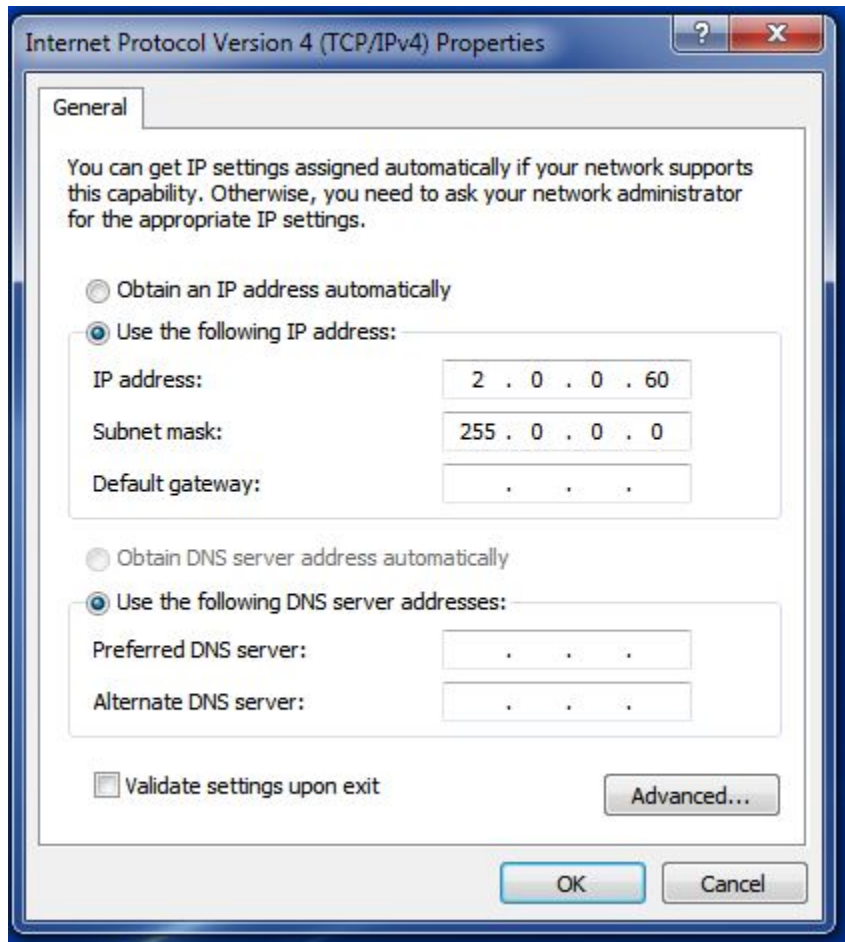 Internet Protocol Version 4 (TCP/IPv4) Properties
?
General
You can get IP settings assigned automatically if your network supports
this capability. Otherwise, you need to ask your network administrator
for the appropriate IP settings.
Obtain an IP address automatically
Use the following IP address:
IP address: 2 . 0 . 0 . 60
Subnet mask: 255 . 0 . 0 . 0
Default gateway: . . .
Obtain DNS server address automatically
Use the following DNS server addresses:
Preferred DNS server: . . .
Alternate DNS server: . . .
Validate settings upon exit
Advanced...
OK Cancel